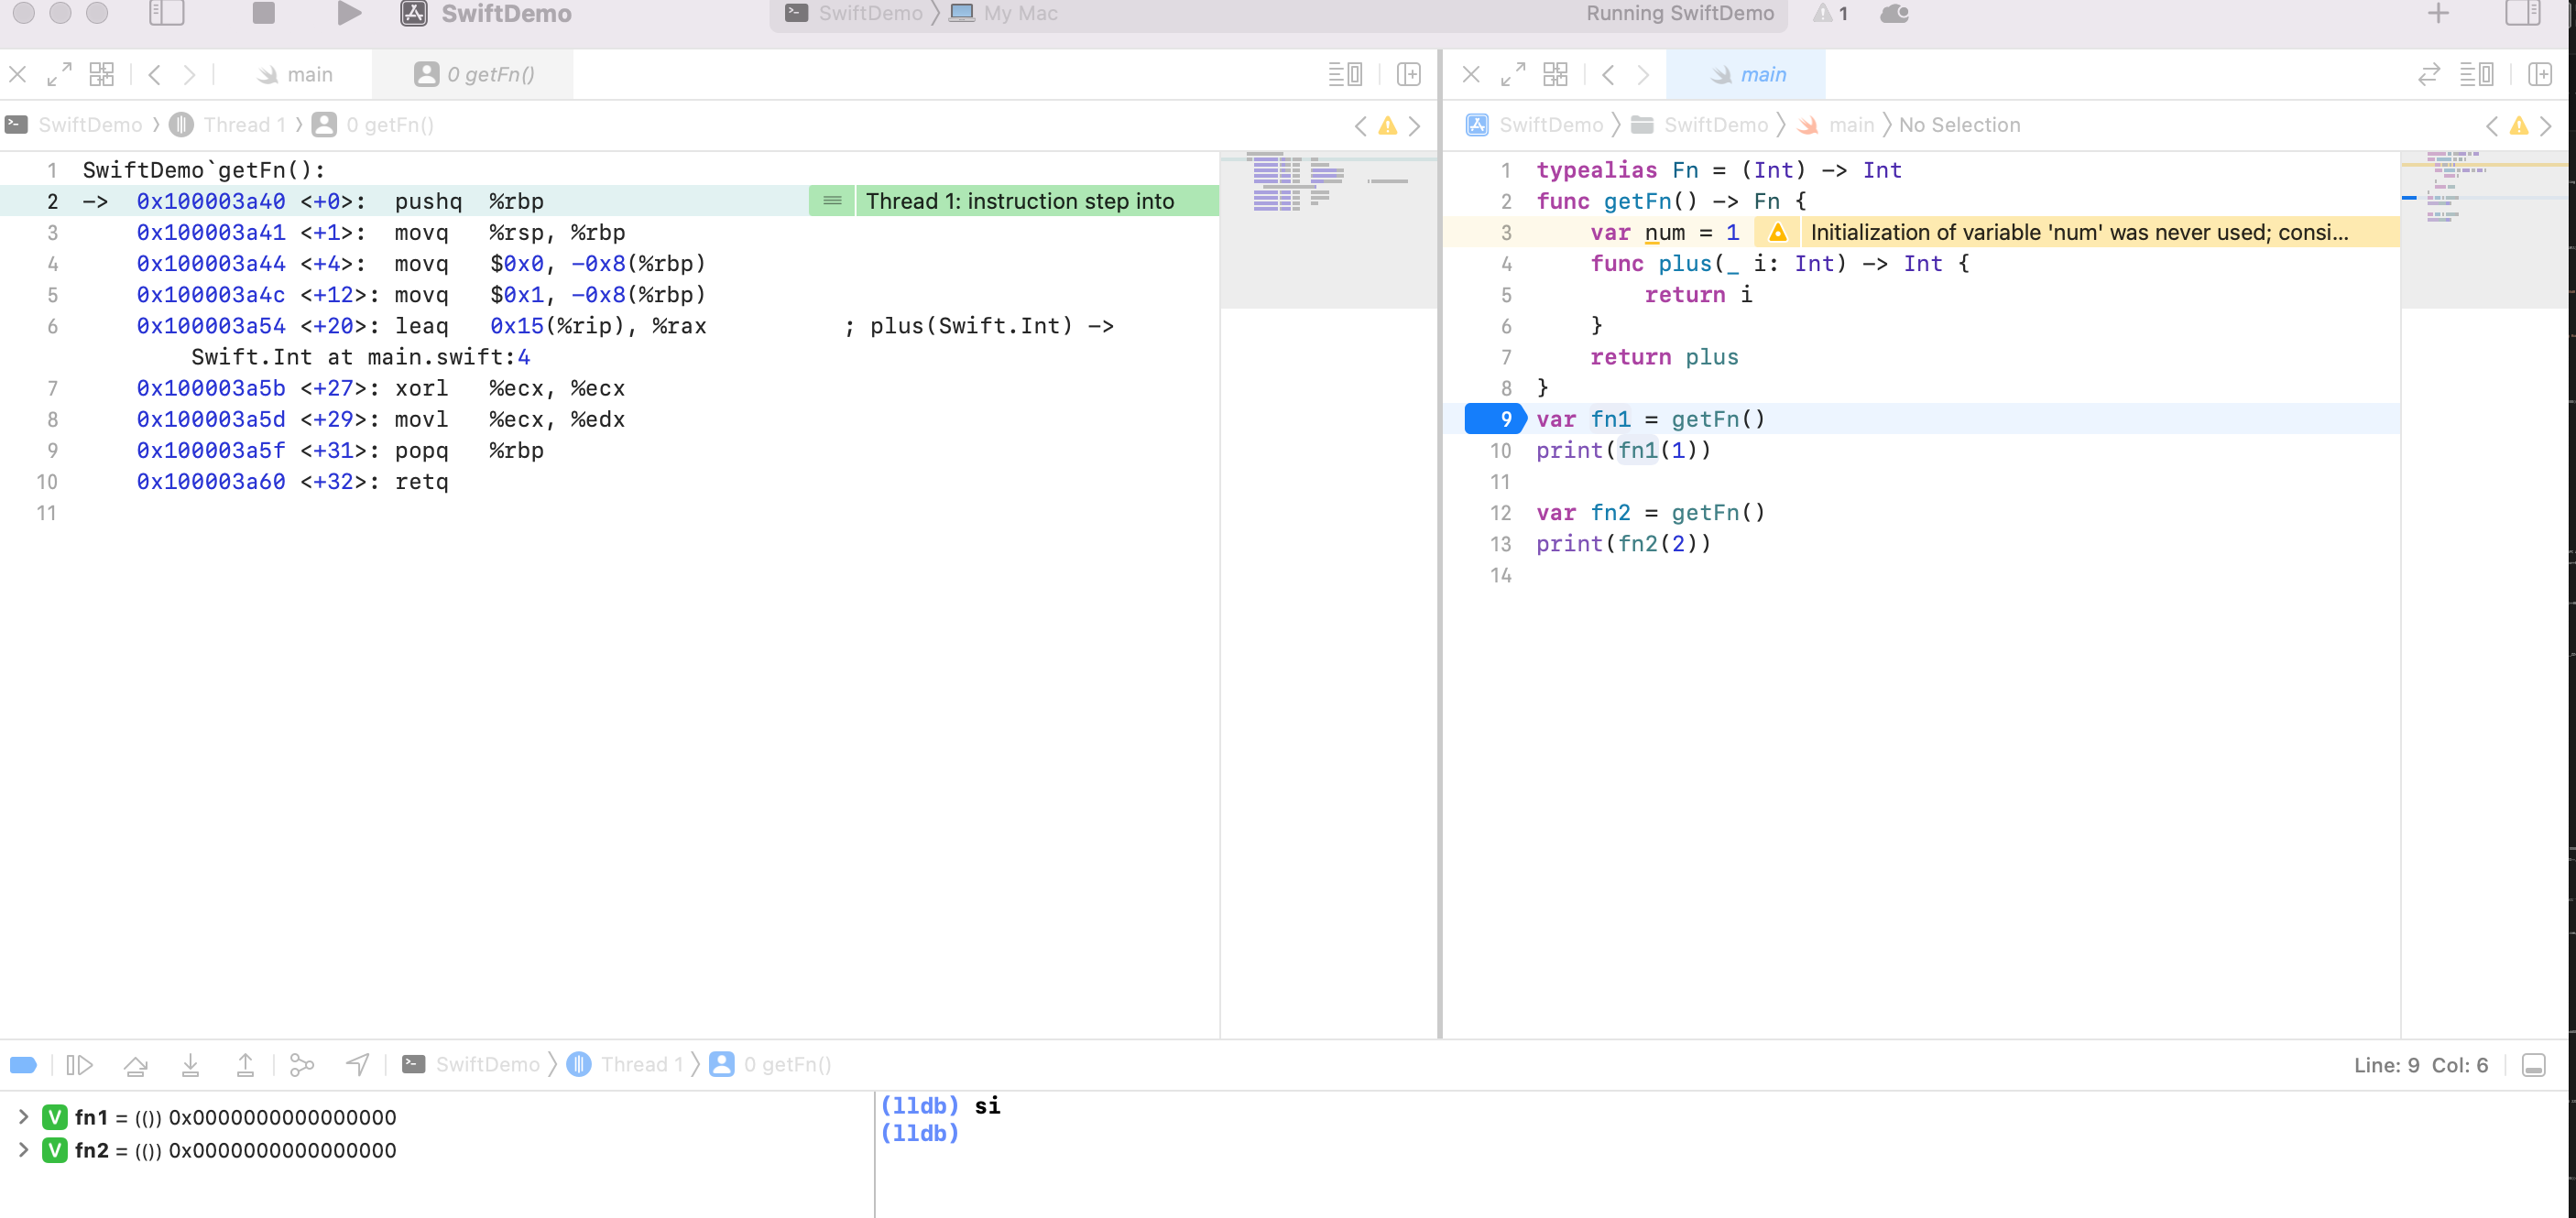 SwiftDemo
SwiftDemo 〉 My Mac
Running SwiftDemo
1
main
0 getFn()
SwiftDemo 〉 Thread 1 〉 0 getFn()
1 SwiftDemo`getFn():
2 -> 0x100003a40 <+0>: pushq %rbp
Thread 1: instruction step into
3 0x100003a41 <+1>: movq %rsp, %rbp
4 0x100003a44 <+4>: movq $0x0, -0x8(%rbp)
5 0x100003a4c <+12>: movq $0x1, -0x8(%rbp)
6 0x100003a54 <+20>: leaq 0x15(%rip), %rax ; plus(Swift.Int) ->
Swift.Int at main.swift:4
7 0x100003a5b <+27>: xorl %ecx, %ecx
8 0x100003a5d <+29>: movl %ecx, %edx
9 0x100003a5f <+31>: popq %rbp
10 0x100003a60 <+32>: retq
11
main
SwiftDemo 〉 SwiftDemo 〉 main 〉 No Selection
1 typealias Fn = (Int) -> Int
2 func getFn() -> Fn {
3 var num = 1 Initialization of variable 'num' was never used; consi...
4 func plus(_ i: Int) -> Int {
5 return i
6 }
7 return plus
8 }
9 var fn1 = getFn()
10 print(fn1(1))
11
12 var fn2 = getFn()
13 print(fn2(2))
14
SwiftDemo 〉 Thread 1 〉 0 getFn()
Line: 9 Col: 6
V fn1 = (()) 0x0000000000000000
V fn2 = (()) 0x0000000000000000
(lldb) si
(lldb)